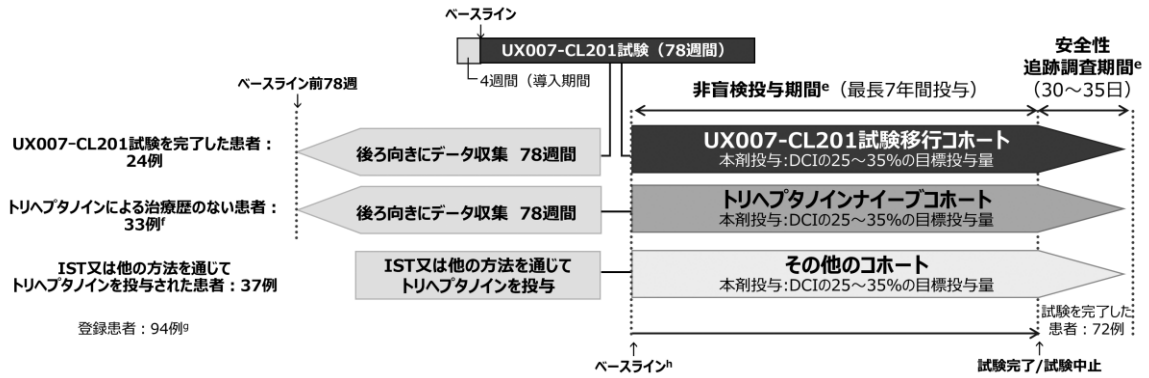 ベースライン
UX007-CL201試験（78週間）
4週間（導入期間
ベースライン前78週
安全性
追跡調査期間e
（30～35日）
非盲検投与期間e（最長7年間投与）
UX007-CL201試験を完了した患者：
24例
後ろ向きにデータ収集 78週間
UX007-CL201試験移行コホート
本剤投与:DCIの25～35%の目標投与量
トリヘプタノインによる治療歴のない患者：
33例f
後ろ向きにデータ収集 78週間
トリヘプタノインナイーブコホート
本剤投与:DCIの25～35%の目標投与量
IST又は他の方法を通じて
トリヘプタノインを投与された患者：37例
IST又は他の方法を通じて
トリヘプタノインを投与
その他のコホート
本剤投与:DCIの25～35%の目標投与量
登録患者：94例g
試験を完了した
患者：72例
ベースラインh
試験完了/試験中止